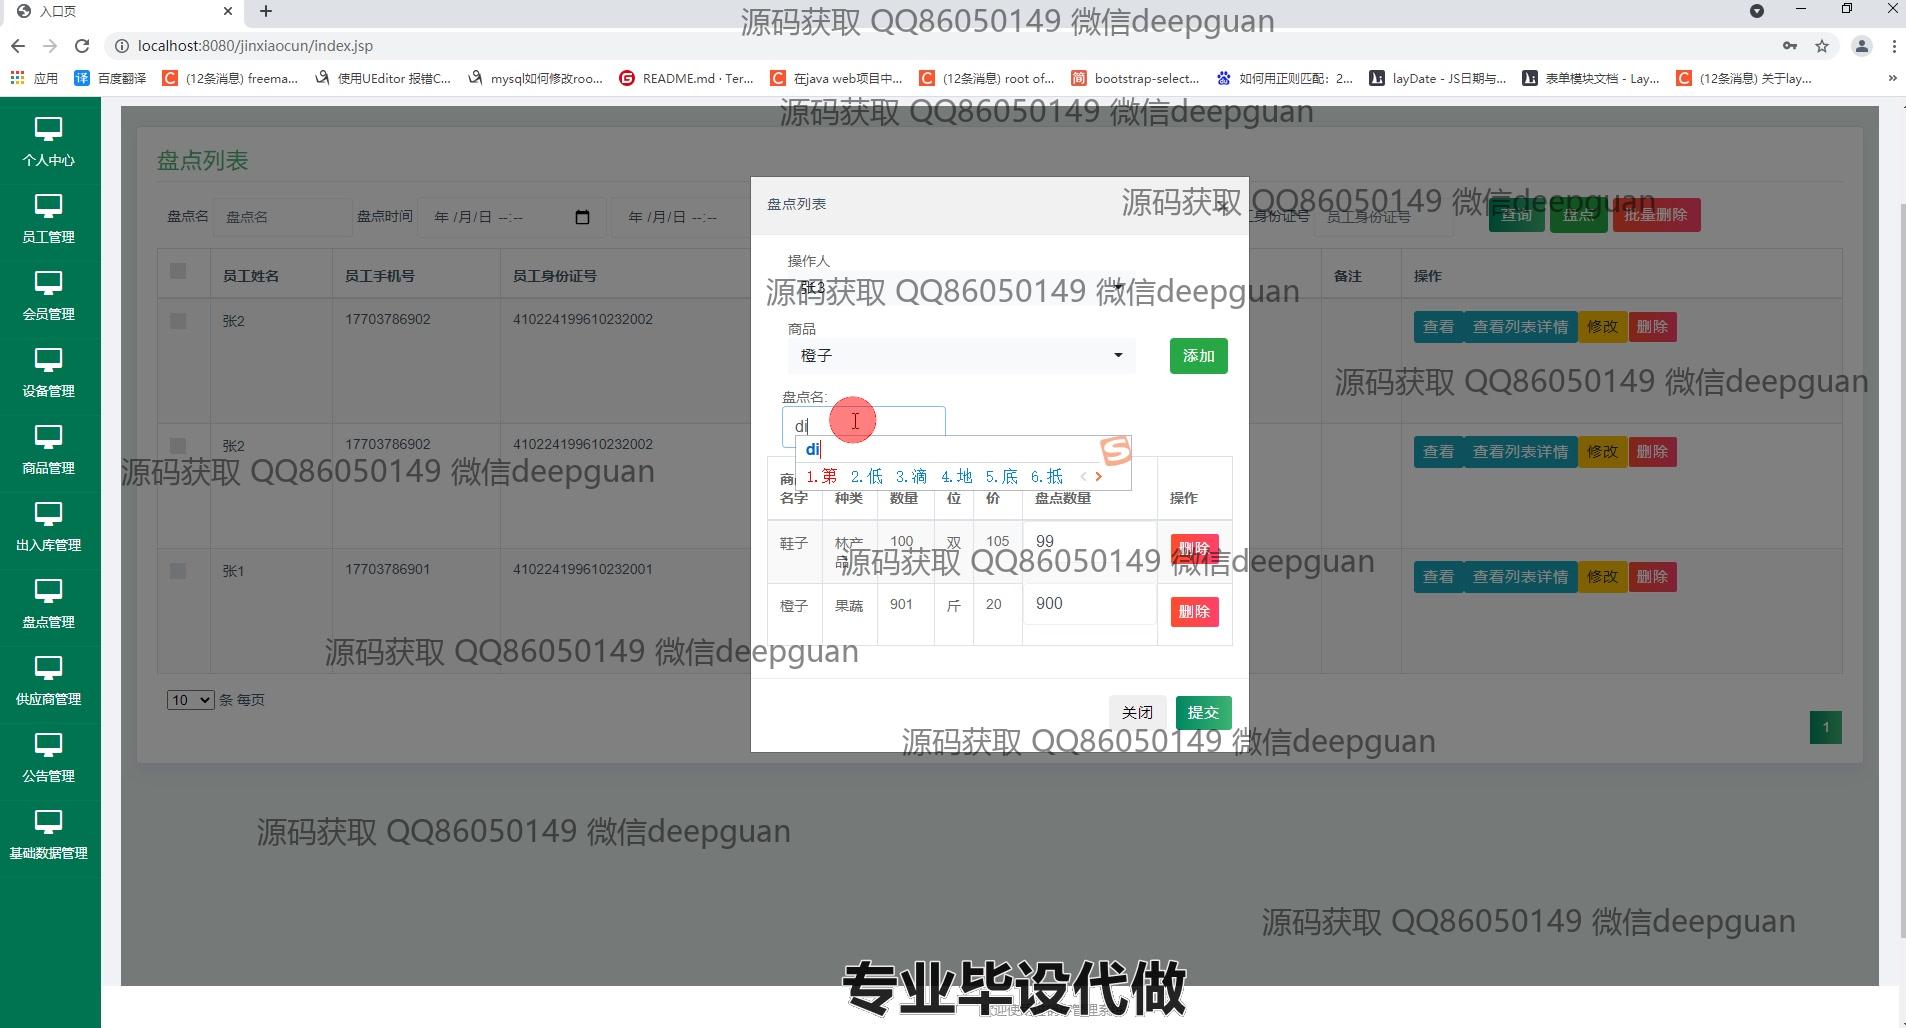 入口页
源码获取 QQ86050149 微信deepguan
localhost:8080/jinxiaocun/index.jsp
应用 百度翻译 (12条消息) freema... 使用UEditor 报错C... mysql如何修改roo... README.md · Ter... 在java web项目中... (12条消息) root of... bootstrap-select... 如何用正则匹配：2... layDate - JS日期与... 表单模块文档 - Lay... (12条消息) 关于lay... »
源码获取 QQ86050149 微信deepguan
个人中心
员工管理
会员管理
设备管理
商品管理
出入库管理
盘点管理
供应商管理
公告管理
基础数据管理
盘点列表
盘点名 盘点名 盘点时间 年 /月/日 --:-- 年 /月/日 --:--
工身份证号 员工身份证号 查询 盘点 批量删除
源码获取 QQ86050149 微信deepguan
员工姓名 员工手机号 员工身份证号 备注 操作
张2 17703786902 410224199610232002 查看 查看列表详情 修改 删除
源码获取 QQ86050149 微信deepguan
张2 17703786902 410224199610232002 查看 查看列表详情 修改 删除
源码获取 QQ86050149 微信deepguan
张1 17703786901 410224199610232001 查看 查看列表详情 修改 删除
10 条 每页
1
盘点列表
操作人
张3
源码获取 QQ86050149 微信deepguan
商品
橙子 添加
盘点名:
di
di
1.第 2.低 3.滴 4.地 5.底 6.抵
名字 种类 数量 位 价 盘点数量 操作
鞋子 林产品 100 双 105 99 删除
源码获取 QQ86050149 微信deepguan
橙子 果蔬 901 斤 20 900 删除
源码获取 QQ86050149 微信deepguan
关闭 提交
源码获取 QQ86050149 微信deepguan
源码获取 QQ86050149 微信deepguan
源码获取 QQ86050149 微信deepguan
专业毕设代做